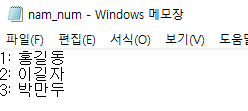 nam_num - Windows 메모장
파일(F) 편집(E) 서식(O) 보기(V) 도움
1: 홍길동
2: 이길자
3: 박만두